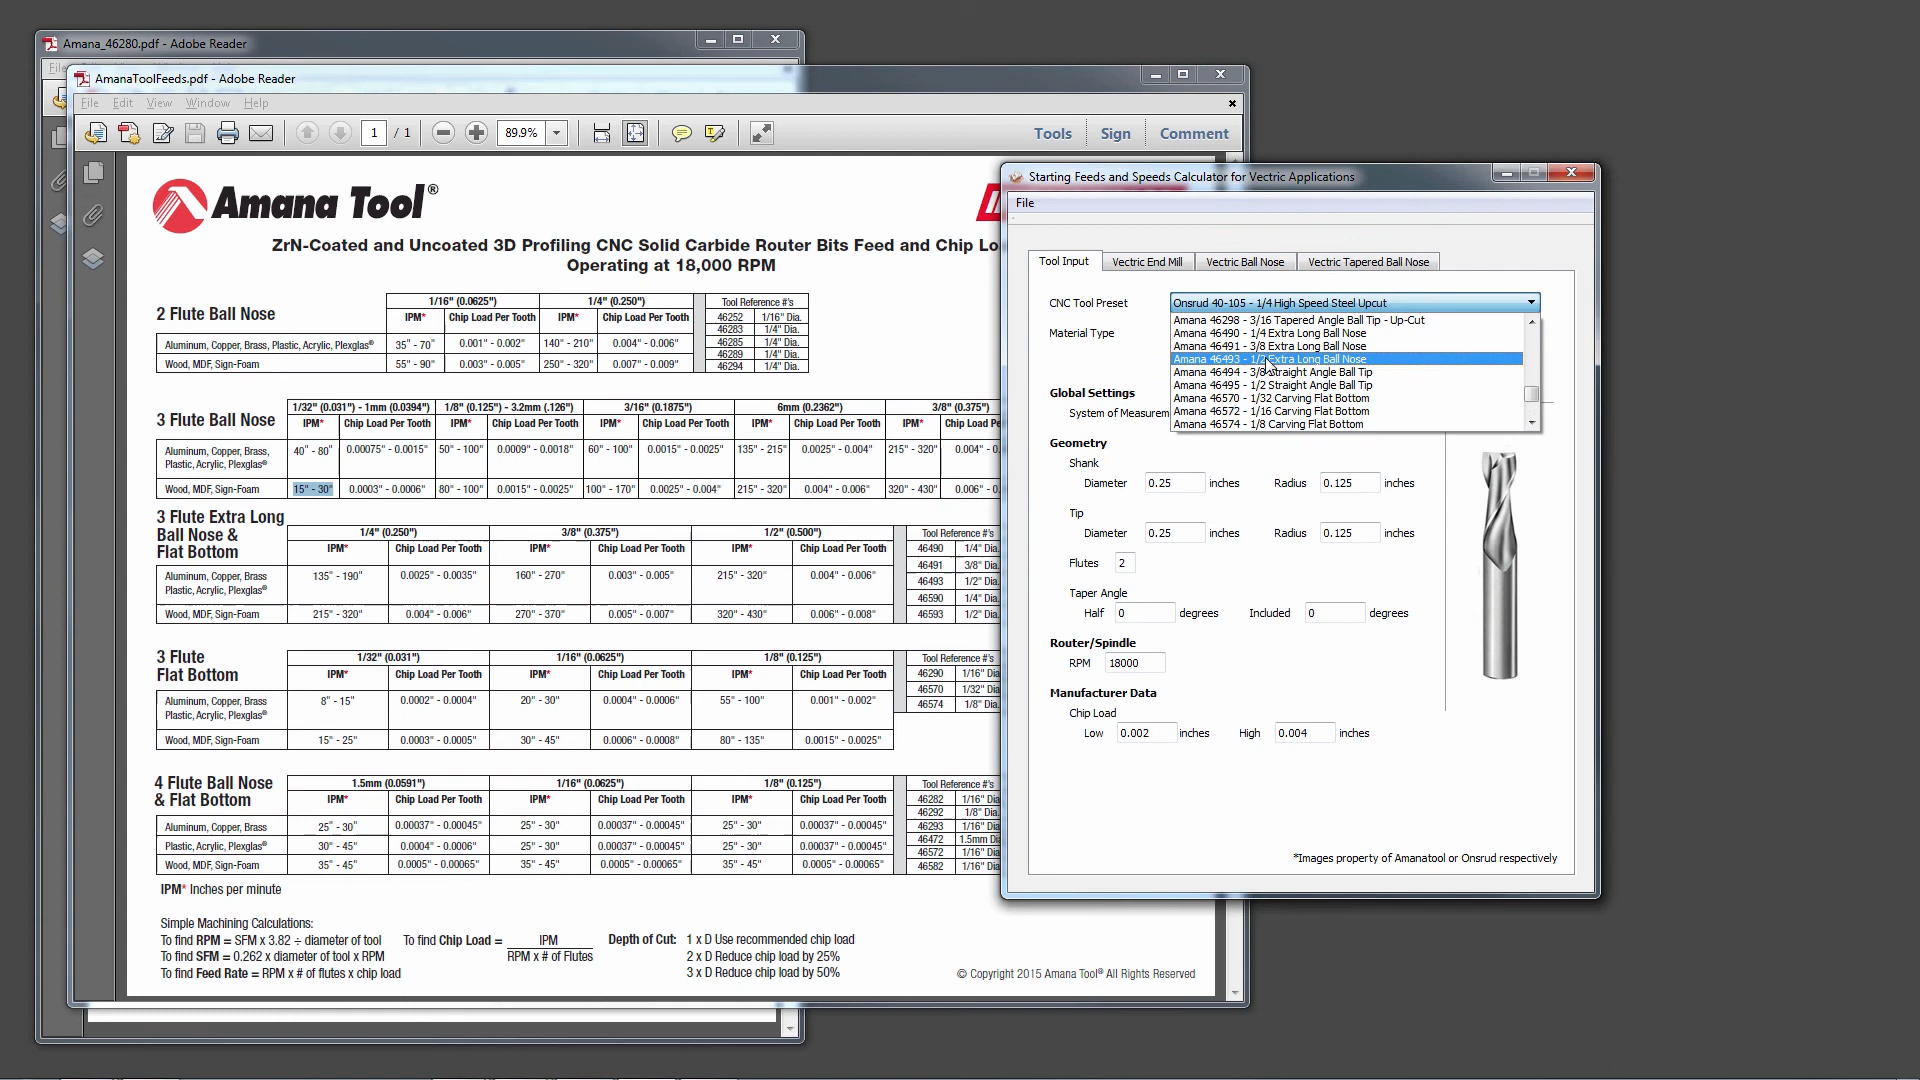 Amana_46280.pdf - Adobe Reader
File
AmanaToolFeeds.pdf - Adobe Reader
File Edit View Window Help
1 / 1 89.9% Tools Sign Comment
Amana Tool®
ZrN-Coated and Uncoated 3D Profiling CNC Solid Carbide Router Bits Feed and Chip Lo
Operating at 18,000 RPM
2 Flute Ball Nose
1/16" (0.0625") 1/4" (0.250") Tool Reference #'s
IPM* Chip Load Per Tooth IPM* Chip Load Per Tooth
46252 1/16" Dia.
46283 1/4" Dia.
46285 1/4" Dia.
46289 1/4" Dia.
46294 1/4" Dia.
Aluminum, Copper, Brass, Plastic, Acrylic, Plexglas® 35" - 70" 0.001" - 0.002" 140" - 210" 0.004" - 0.006"
Wood, MDF, Sign-Foam 55" - 90" 0.003" - 0.005" 250" - 320" 0.007" - 0.009"
3 Flute Ball Nose
1/32" (0.031") - 1mm (0.0394") 1/8" (0.125") - 3.2mm (.126") 3/16" (0.1875") 6mm (0.2362") 3/8" (0.375")
IPM* Chip Load Per Tooth IPM* Chip Load Per Tooth IPM* Chip Load Per Tooth IPM* Chip Load Per Tooth IPM* Chip Load
Aluminum, Copper, Brass, Plastic, Acrylic, Plexglas® 40" - 80" 0.00075" - 0.0015" 50" - 100" 0.0009" - 0.0018" 60" - 100" 0.0015" - 0.0025" 135" - 215" 0.0025" - 0.004" 215" - 320" 0.004" - 0.
Wood, MDF, Sign-Foam 15" - 30" 0.0003" - 0.0006" 80" - 100" 0.0015" - 0.0025" 100" - 170" 0.0025" - 0.004" 215" - 320" 0.004" - 0.006" 320" - 430" 0.006" - 0.
3 Flute Extra Long
Ball Nose &
Flat Bottom
1/4" (0.250") 3/8" (0.375") 1/2" (0.500") Tool Reference #'s
IPM* Chip Load Per Tooth IPM* Chip Load Per Tooth IPM* Chip Load Per Tooth
46490 1/4" Dia.
46491 3/8" Dia.
46493 1/2" Dia.
46590 1/4" Dia.
46593 1/2" Dia.
Aluminum, Copper, Brass Plastic, Acrylic, Plexglas® 135" - 190" 0.0025" - 0.0035" 160" - 270" 0.003" - 0.005" 215" - 320" 0.004" - 0.006"
Wood, MDF, Sign-Foam 215" - 320" 0.004" - 0.006" 270" - 370" 0.005" - 0.007" 320" - 430" 0.006" - 0.008"
3 Flute
Flat Bottom
1/32" (0.031") 1/16" (0.0625") 1/8" (0.125") Tool Reference #'s
IPM* Chip Load Per Tooth IPM* Chip Load Per Tooth IPM* Chip Load Per Tooth
46290 1/16" Dia.
46570 1/32" Dia.
46574 1/8" Dia.
Aluminum, Copper, Brass Plastic, Acrylic, Plexglas® 8" - 15" 0.0002" - 0.0004" 20" - 30" 0.0004" - 0.0006" 55" - 100" 0.001" - 0.002"
Wood, MDF, Sign-Foam 15" - 25" 0.0003" - 0.0005" 30" - 45" 0.0006" - 0.0008" 80" - 135" 0.0015" - 0.0025"
4 Flute Ball Nose
& Flat Bottom
1.5mm (0.0591") 1/16" (0.0625") 1/8" (0.125") Tool Reference #'s
IPM* Chip Load Per Tooth IPM* Chip Load Per Tooth IPM* Chip Load Per Tooth
46282 1/16" Dia
46292 1/8" Dia.
46293 1/16" Dia
46472 1.5mm Di
46572 1/16" Dia
46582 1/16" Dia
Aluminum, Copper, Brass 25" - 30" 0.00037" - 0.00045" 25" - 30" 0.00037" - 0.00045" 25" - 30" 0.00037" - 0.00045"
Plastic, Acrylic, Plexglas® 30" - 45" 0.0004" - 0.0006" 25" - 30" 0.00037" - 0.00045" 25" - 30" 0.00037" - 0.00045"
Wood, MDF, Sign-Foam 35" - 45" 0.0005" - 0.00065" 35" - 45" 0.0005" - 0.00065" 35" - 45" 0.0005" - 0.00065"
IPM* Inches per minute
Simple Machining Calculations:
To find RPM = SFM x 3.82 ÷ diameter of tool
To find SFM = 0.262 x diameter of tool x RPM
To find Feed Rate = RPM x # of flutes x chip load
To find Chip Load = IPM
RPM x # of Flutes
Depth of Cut: 1 x D Use recommended chip load
2 x D Reduce chip load by 25%
3 x D Reduce chip load by 50%
© Copyright 2015 Amana Tool® All Rights Reserved
Starting Feeds and Speeds Calculator for Vectric Applications
File
Tool Input Vectric End Mill Vectric Ball Nose Vectric Tapered Ball Nose
CNC Tool Preset Onsrud 40-105 - 1/4 High Speed Steel Upcut
Amana 46298 - 3/16 Tapered Angle Ball Tip - Up-Cut
Material Type
Amana 46490 - 1/4 Extra Long Ball Nose
Amana 46491 - 3/8 Extra Long Ball Nose
Amana 46493 - 1/2 Extra Long Ball Nose
Amana 46494 - 3/8 Straight Angle Ball Tip
Amana 46495 - 1/2 Straight Angle Ball Tip
Amana 46570 - 1/32 Carving Flat Bottom
Amana 46572 - 1/16 Carving Flat Bottom
Amana 46574 - 1/8 Carving Flat Bottom
Global Settings
System of Measurem
Geometry
Shank
Diameter 0.25 inches Radius 0.125 inches
Tip
Diameter 0.25 inches Radius 0.125 inches
Flutes 2
Taper Angle
Half 0 degrees Included 0 degrees
Router/Spindle
RPM 18000
Manufacturer Data
Chip Load
Low 0.002 inches High 0.004 inches
*Images property of Amanatool or Onsrud respectively